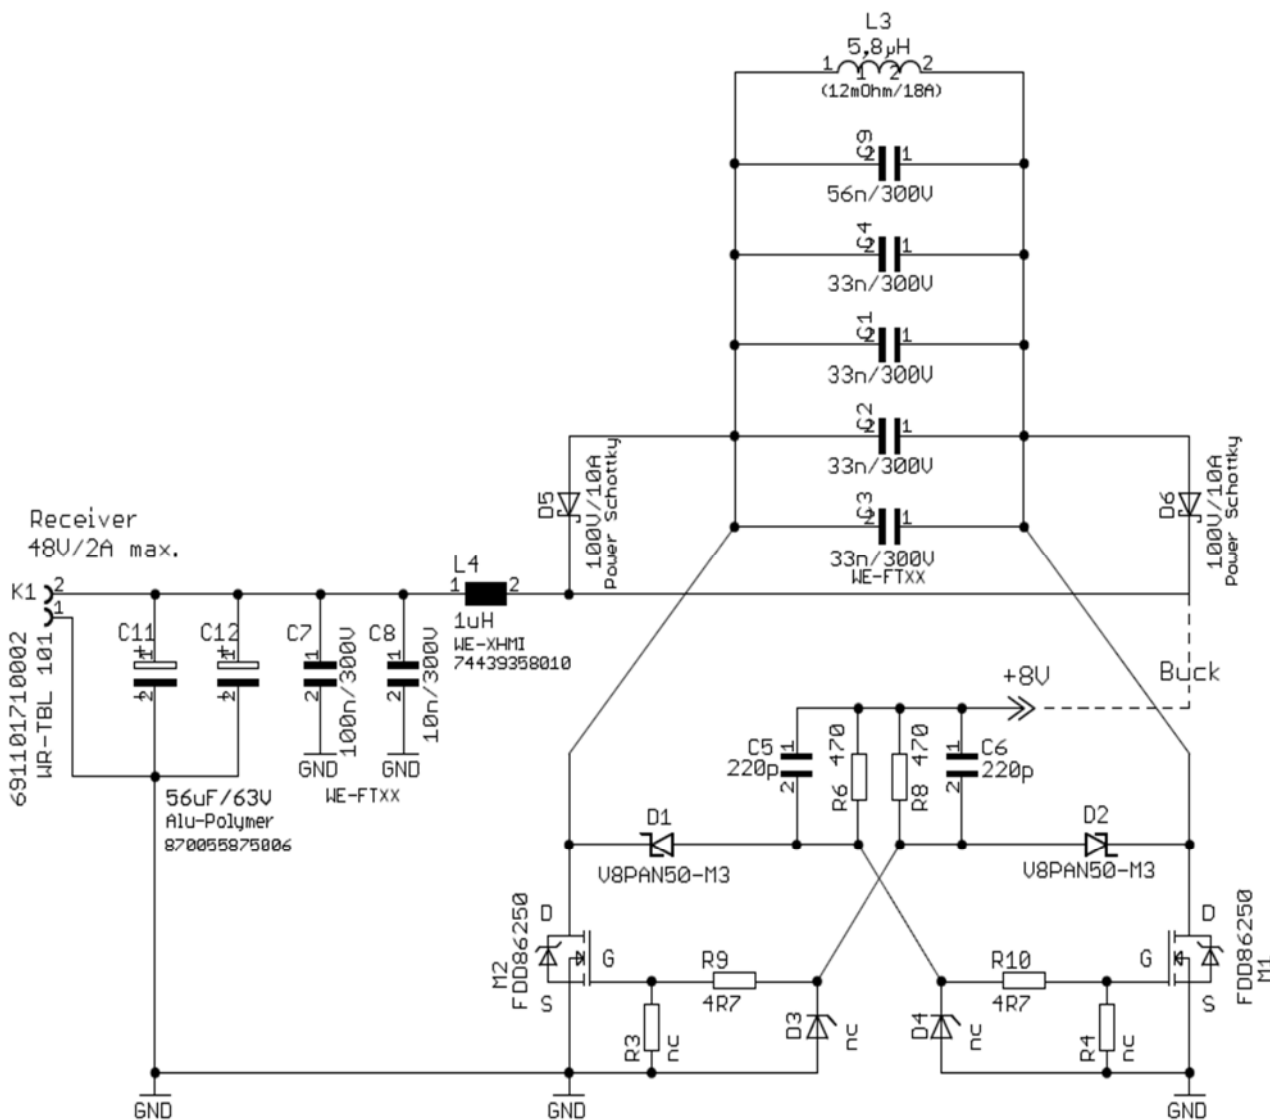 L3
5,8µH
1 1 2 2
(12mOhm/18A)
C9
2 1
56n/300V
C4
2 1
33n/300V
C1
2 1
33n/300V
C2
2 1
33n/300V
C3
2 1
33n/300V
WE-FTXX
D5
100V/10A
Power Schottky
D6
100V/10A
Power Schottky
Receiver
48V/2A max.
K1
2
1
691101710002
WR-TBL 101
C11
+ 1
2
C12
+ 1
2
56uF/63V
Alu-Polymer
870055875006
C7
1
2
100n/300V
GND
C8
1
2
10n/300V
GND
WE-FTXX
L4
1 2
1uH
WE-XHMI
74439358010
+8V
Buck
C5
1
2
220p
R6
470
R8
470
C6
1
2
220p
D1
V8PAN50-M3
D2
V8PAN50-M3
M2
FDD86250
D
G
S
R9
4R7
R3
nc
D3
nc
D4
nc
R10
4R7
R4
nc
D
G
S
FDD86250
M1
GND
GND
GND